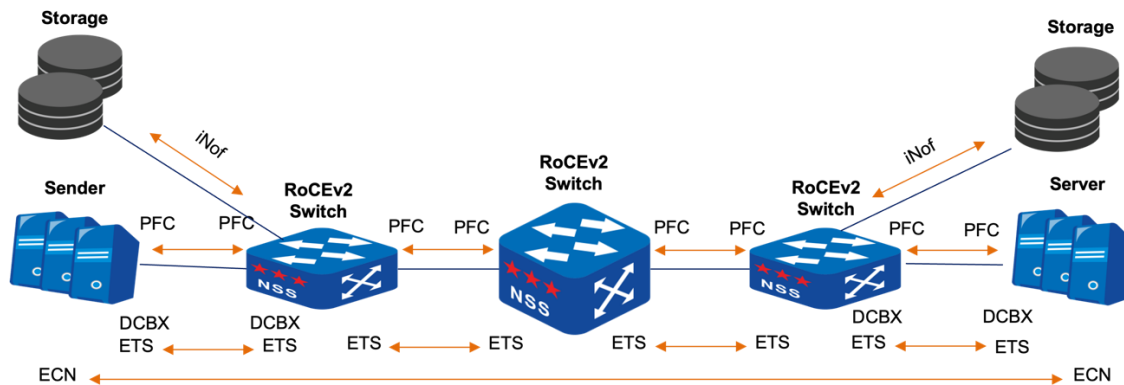 Storage
Storage
iNof
iNof
RoCEv2
Switch
Sender
RoCEv2
Switch
RoCEv2
Switch
Server
PFC
PFC
PFC
PFC
PFC
PFC
PFC
PFC
NSS
NSS
NSS
DCBX
DCBX
DCBX
DCBX
ETS
ETS
ETS
ETS
ETS
ETS
ETS
ETS
ECN
ECN